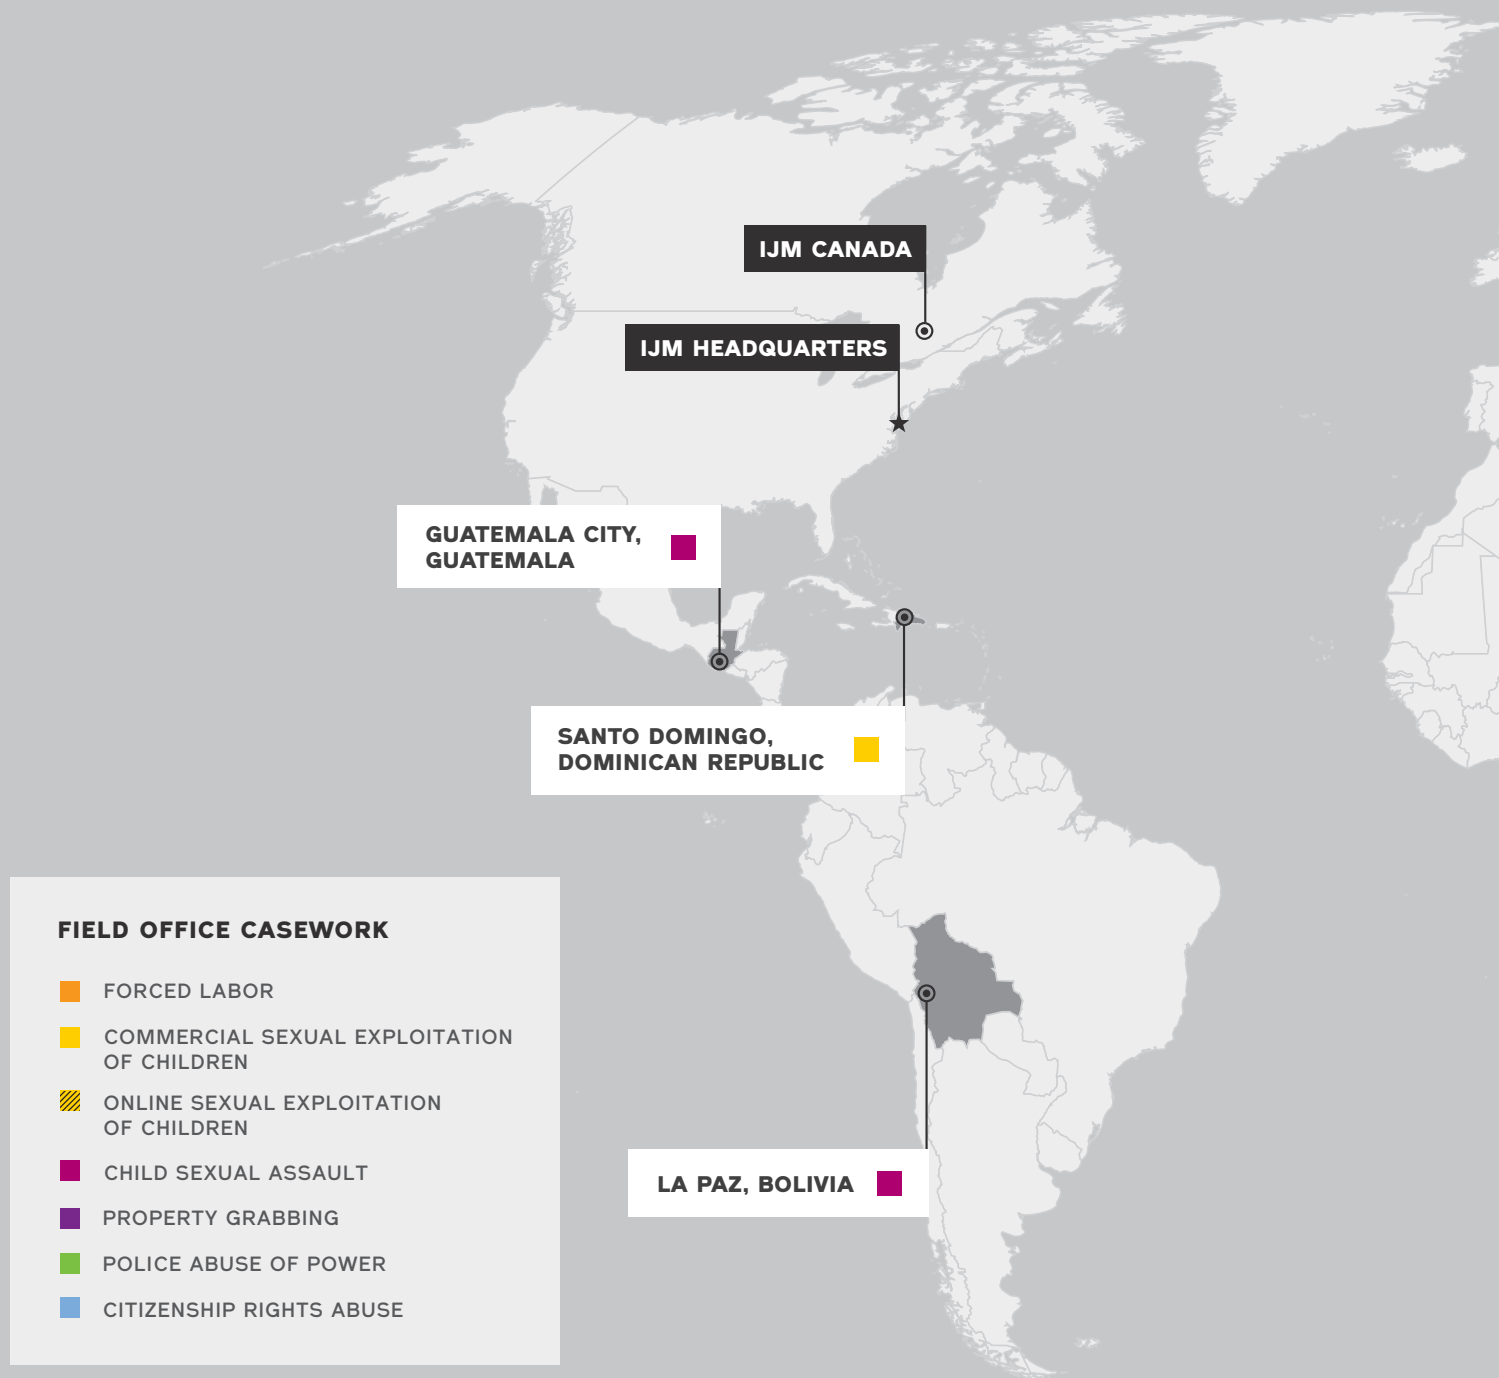 IJM CANADA
IJM HEADQUARTERS
GUATEMALA CITY,
GUATEMALA
SANTO DOMINGO,
DOMINICAN REPUBLIC
LA PAZ, BOLIVIA
FIELD OFFICE CASEWORK
FORCED LABOR
COMMERCIAL SEXUAL EXPLOITATION
OF CHILDREN
ONLINE SEXUAL EXPLOITATION
OF CHILDREN
CHILD SEXUAL ASSAULT
PROPERTY GRABBING
POLICE ABUSE OF POWER
CITIZENSHIP RIGHTS ABUSE